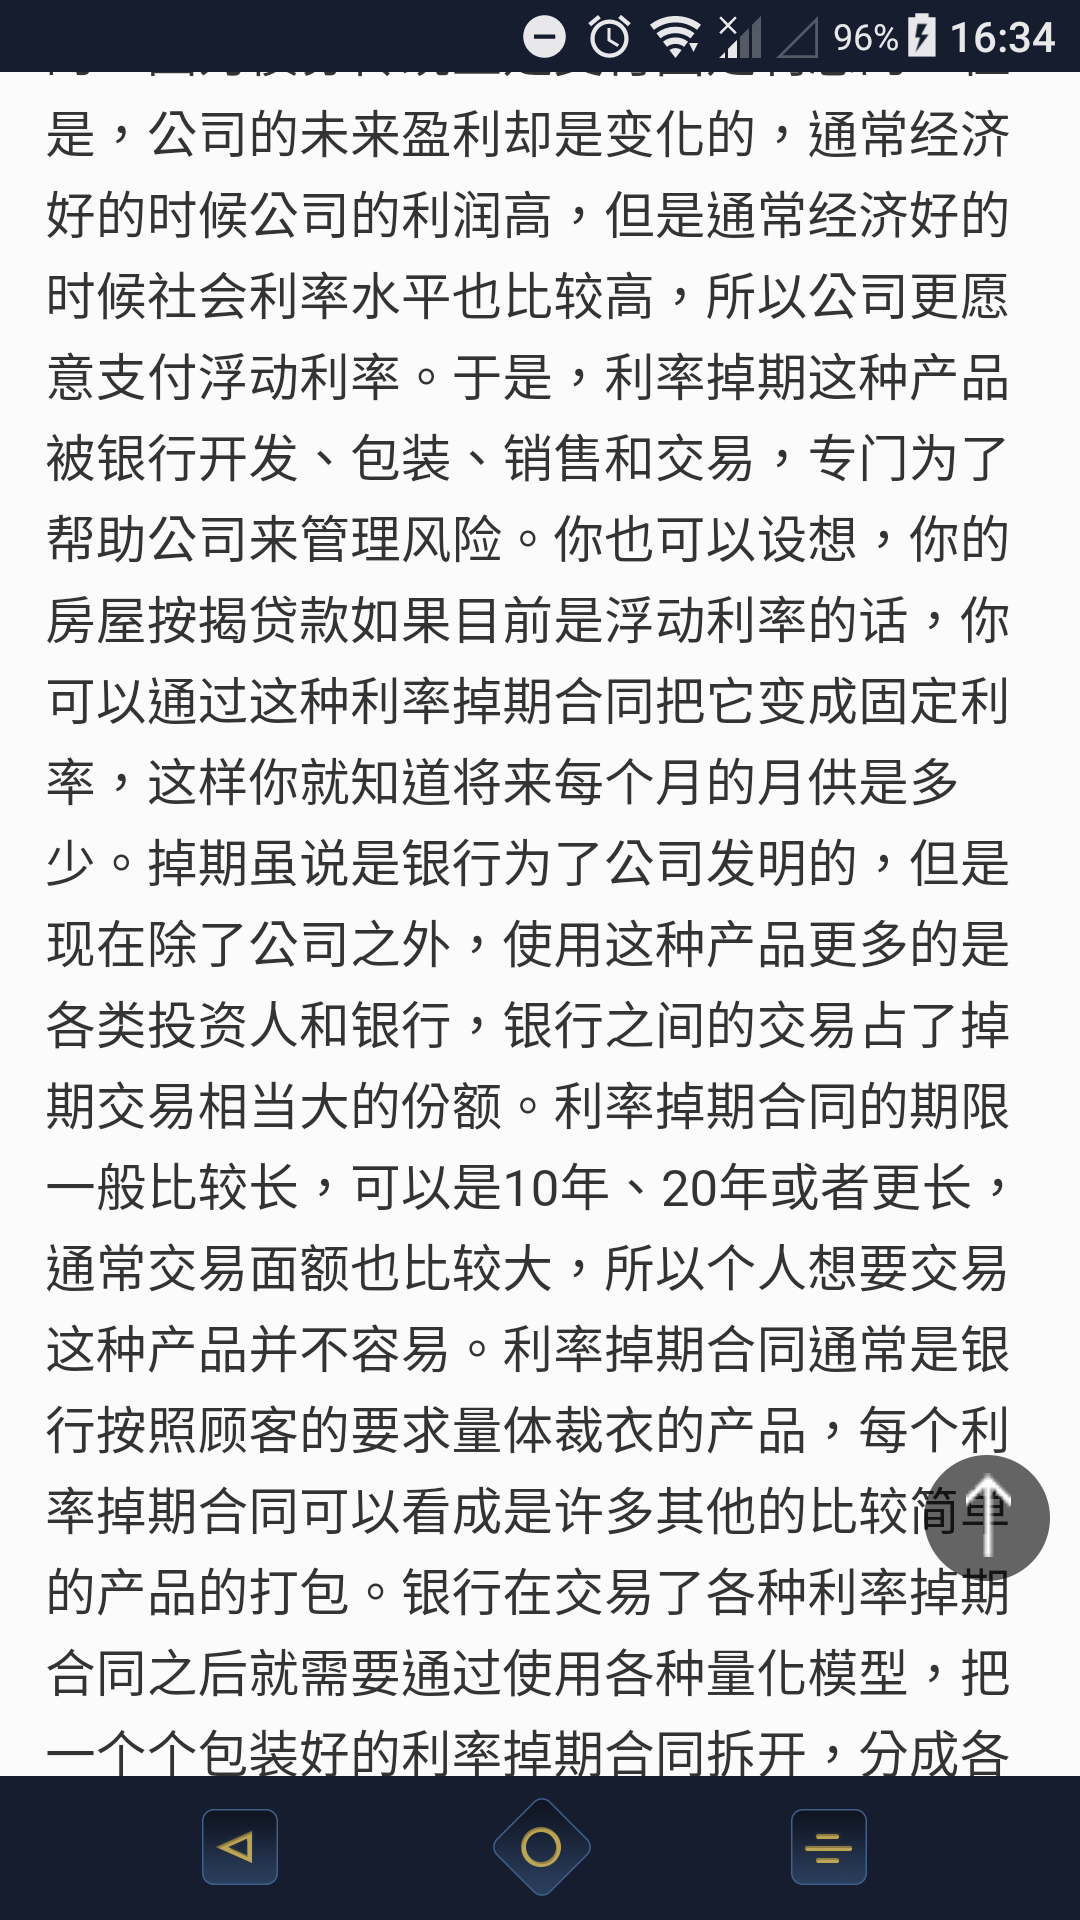 96% 16:34
是，公司的未来盈利却是变化的，通常经济
好的时候公司的利润高，但是通常经济好的
时候社会利率水平也比较高，所以公司更愿
意支付浮动利率。于是，利率掉期这种产品
被银行开发、包装、销售和交易，专门为了
帮助公司来管理风险。你也可以设想，你的
房屋按揭贷款如果目前是浮动利率的话，你
可以通过这种利率掉期合同把它变成固定利
率，这样你就知道将来每个月的月供是多
少。掉期虽说是银行为了公司发明的，但是
现在除了公司之外，使用这种产品更多的是
各类投资人和银行，银行之间的交易占了掉
期交易相当大的份额。利率掉期合同的期限
一般比较长，可以是10年、20年或者更长，
通常交易面额也比较大，所以个人想要交易
这种产品并不容易。利率掉期合同通常是银
行按照顾客的要求量体裁衣的产品，每个利
率掉期合同可以看成是许多其他的比较简单
的产品的打包。银行在交易了各种利率掉期
合同之后就需要通过使用各种量化模型，把
一个个包装好的利率掉期合同拆开，分成各